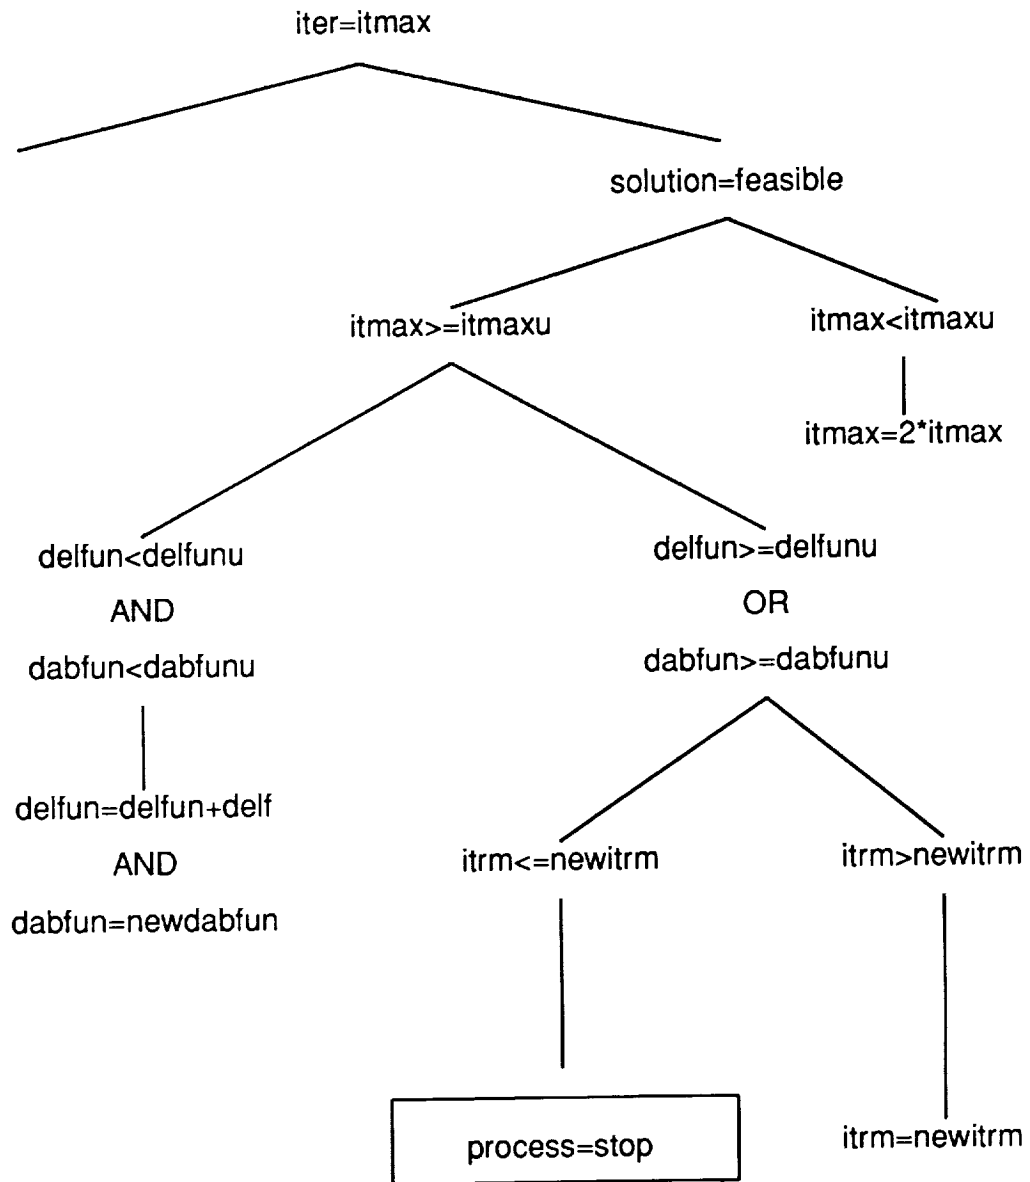 iter=itmax
solution=feasible
itmax>=itmaxu
itmax<itmaxu
itmax=2*itmax
delfun<delfunu
AND
dabfun<dabfunu
delfun>=delfunu
OR
dabfun>=dabfunu
delfun=delfun+delf
AND
dabfun=newdabfun
itrm<=newitrm
itrm>newitrm
process=stop
itrm=newitrm